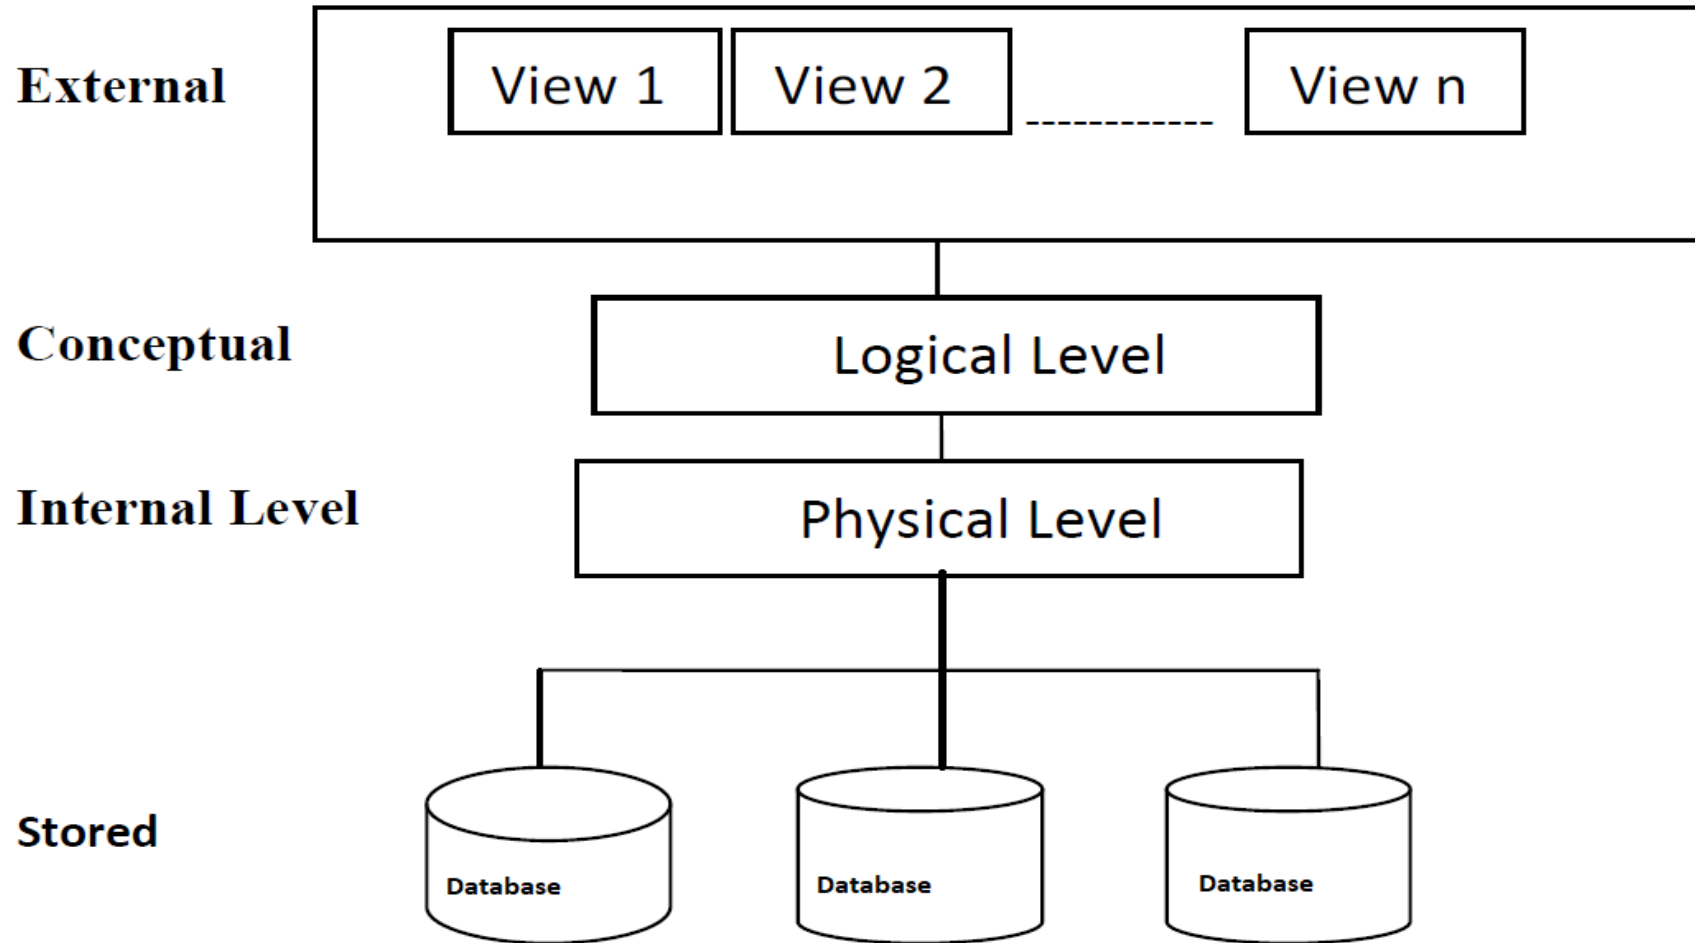 External
View 1
View 2
------------
View n
Conceptual
Logical Level
Internal Level
Physical Level
Stored
Database
Database
Database